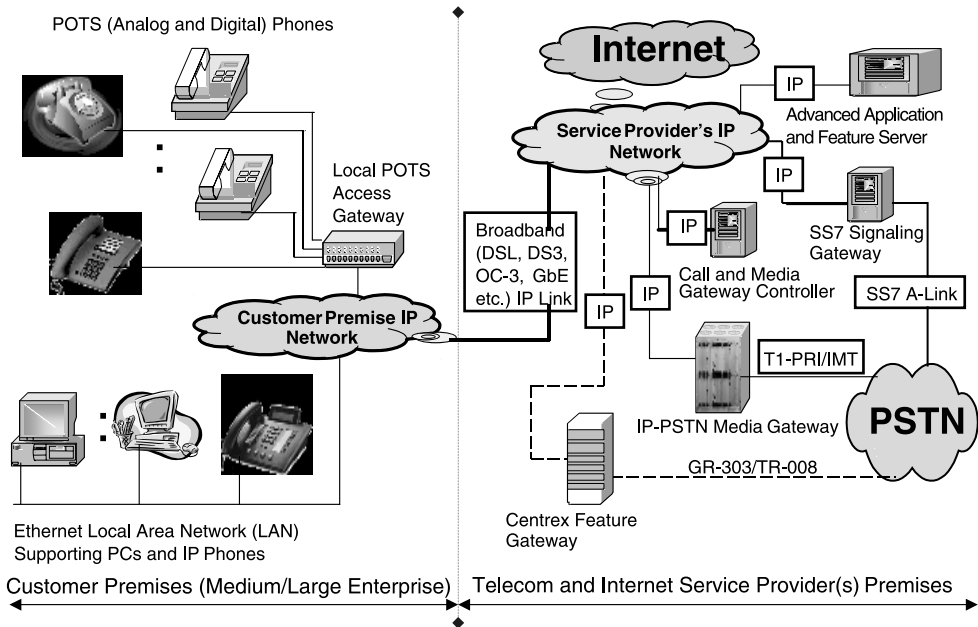 POTS (Analog and Digital) Phones
Internet
IP
Advanced Application
and Feature Server
Service Provider's IP
Network
IP
Local POTS
Access
Gateway
SS7 Signaling
Gateway
Broadband
(DSL, DS3,
OC-3, GbE
etc.) IP Link
IP
Call and Media
Gateway Controller
IP
SS7 A-Link
IP
Customer Premise IP
Network
T1-PRI/IMT
IP-PSTN Media Gateway
PSTN
GR-303/TR-008
Centrex Feature
Gateway
Ethernet Local Area Network (LAN)
Supporting PCs and IP Phones
Customer Premises (Medium/Large Enterprise)
Telecom and Internet Service Provider(s) Premises